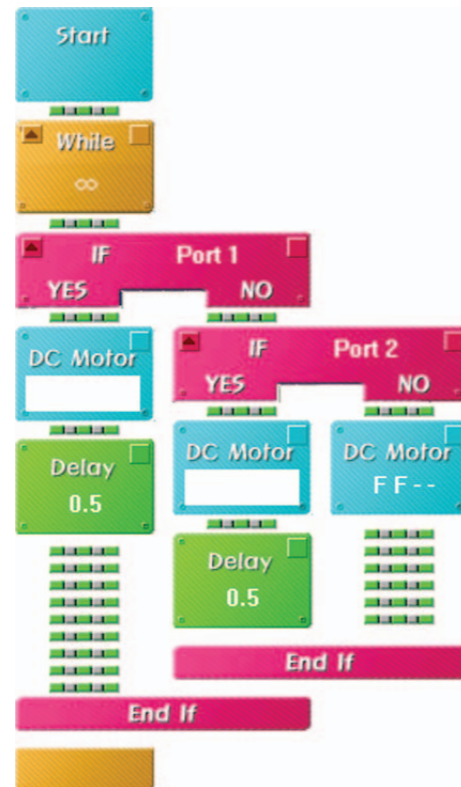 Start
While
∞
IF Port 1
YES NO
DC Motor
IF Port 2
YES NO
Delay
0.5
DC Motor
DC Motor
F F - -
Delay
0.5
End If
End If